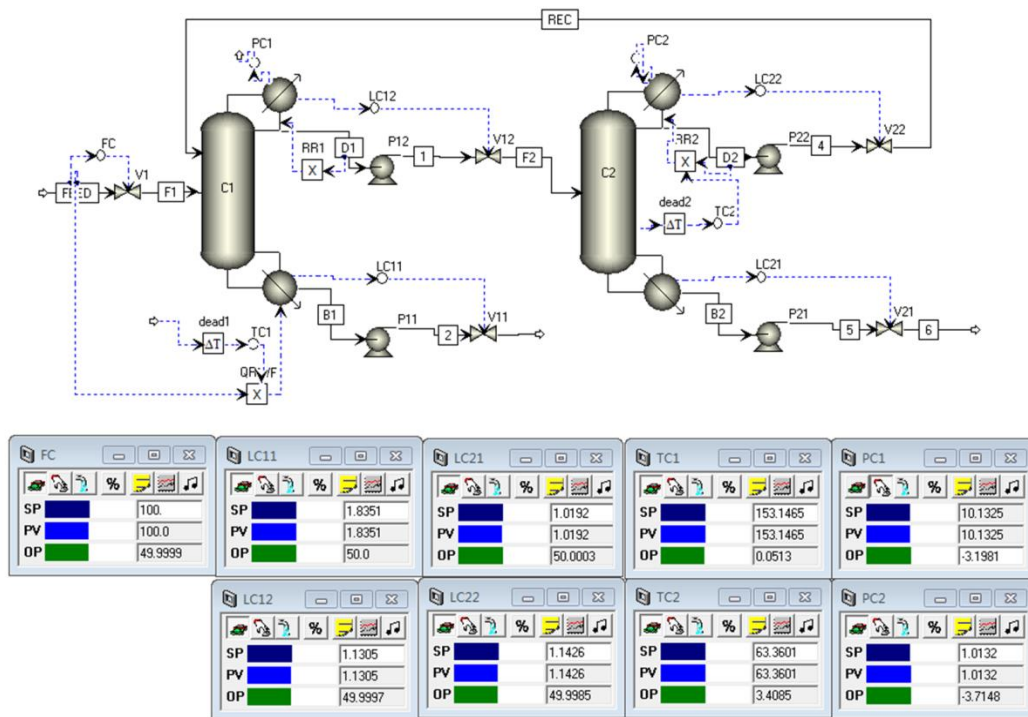 REC
PC1
PC2
LC12
LC22
FC
V1
RR1
D1
P12
1
V12
F2
RR2
D2
P22
4
V22
FEED
F1
C1
C2
dead2
TC2
ΔT
LC11
LC21
B1
P11
2
V11
B2
P21
5
V21
6
dead1
TC1
ΔT
X
X
X
FC
LC11
LC21
TC1
PC1
%
%
%
%
%
SP 100.
PV 100.0
OP 49.9999
SP 1.8351
PV 1.8351
OP 50.0
SP 1.0192
PV 1.0192
OP 50.0003
SP 153.1465
PV 153.1465
OP 0.0513
SP 10.1325
PV 10.1325
OP -3.1981
LC12
LC22
TC2
PC2
%
%
%
%
SP 1.1305
PV 1.1305
OP 49.9997
SP 1.1426
PV 1.1426
OP 49.9985
SP 63.3601
PV 63.3601
OP 3.4085
SP 1.0132
PV 1.0132
OP -3.7148